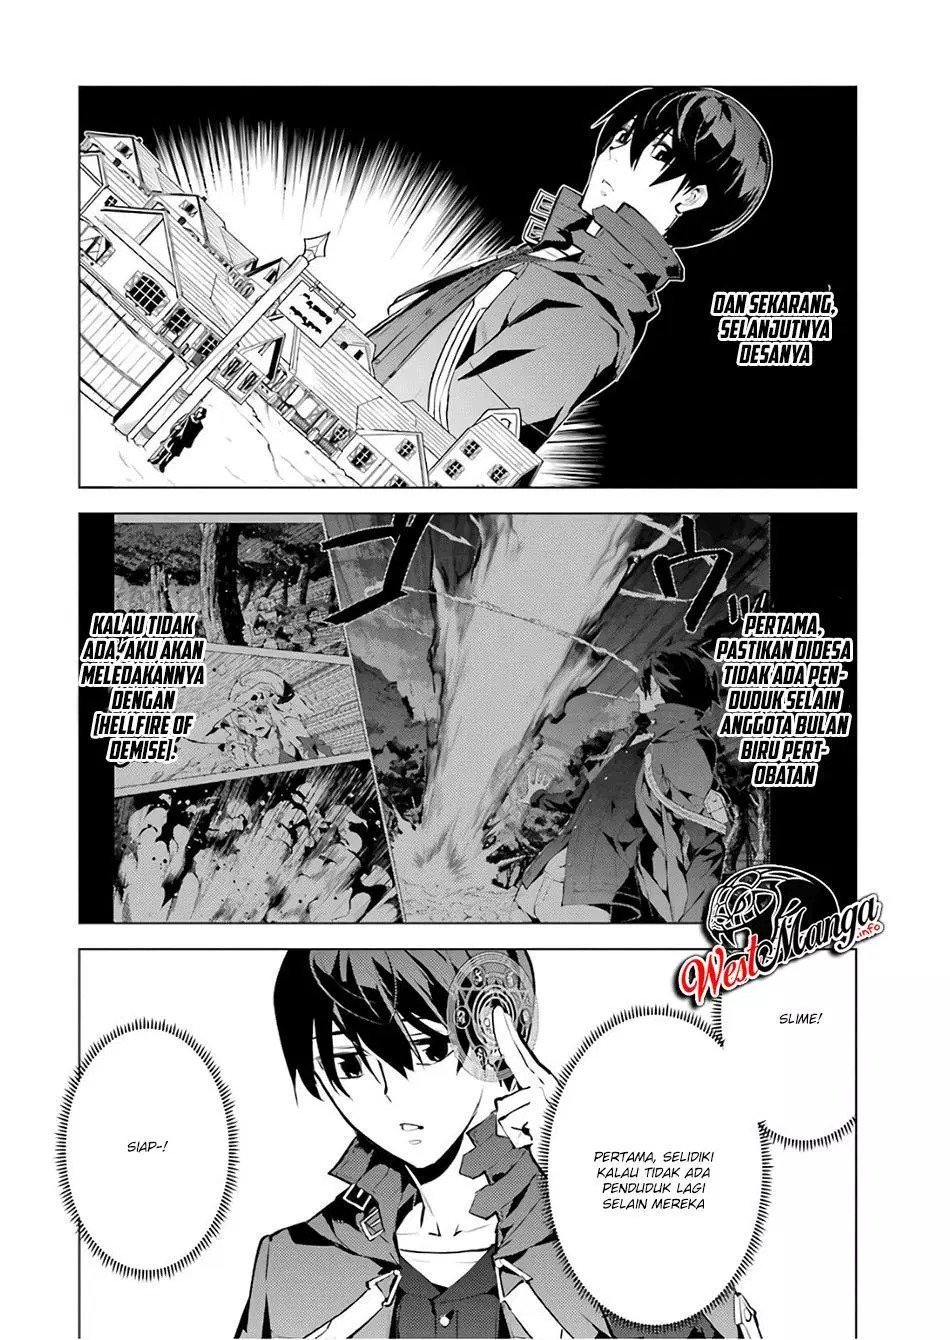 DAN SEKARANG,
SELANJUTNYA
DESANYA
PERTAMA,
PASTIKAN DIDESA
TIDAK ADA PEN-
DUDUK SELAIN
ANGGOTA BULAN
BIRU PERT-
OBATAN
KALAU TIDAK
ADA, AKU AKAN
MELEDAKANNYA
DENGAN
[HELLFIRE OF
DEMISE].
WestManga
.info
SLIME!
PERTAMA, SELIDIKI
KALAU TIDAK ADA
PENDUDUK LAGI
SELAIN MEREKA
SIAP-!